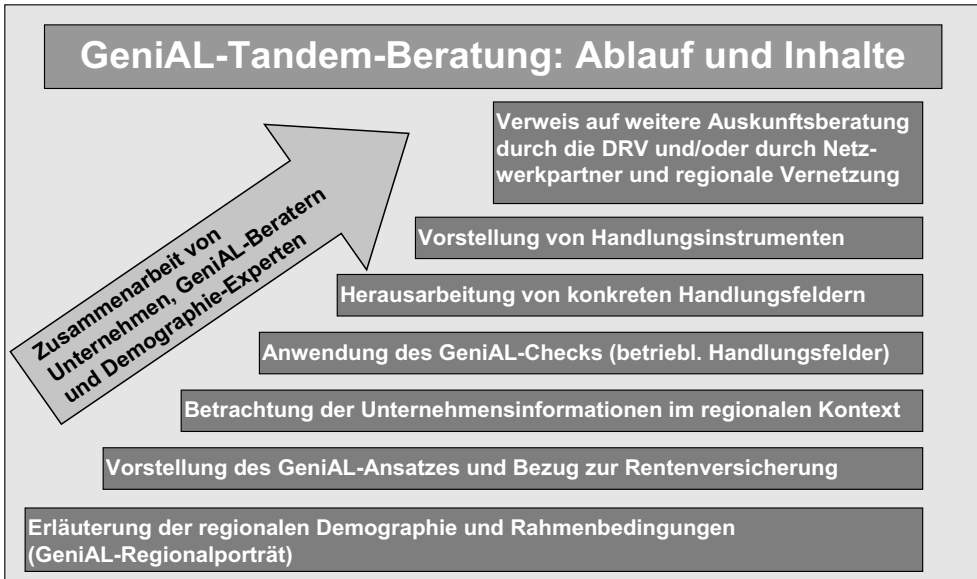 GeniAL-Tandem-Beratung: Ablauf und Inhalte
Verweis auf weitere Auskunftsberatung
durch die DRV und/oder durch Netz-
werkpartner und regionale Vernetzung
Zusammenarbeit von
Unternehmen, GeniAL-Beratern
und Demographie-Experten
Vorstellung von Handlungsinstrumenten
Herausarbeitung von konkreten Handlungsfeldern
Anwendung des GeniAL-Checks (betriebl. Handlungsfelder)
Betrachtung der Unternehmensinformationen im regionalen Kontext
Vorstellung des GeniAL-Ansatzes und Bezug zur Rentenversicherung
Erläuterung der regionalen Demographie und Rahmenbedingungen
(GeniAL-Regionalporträt)